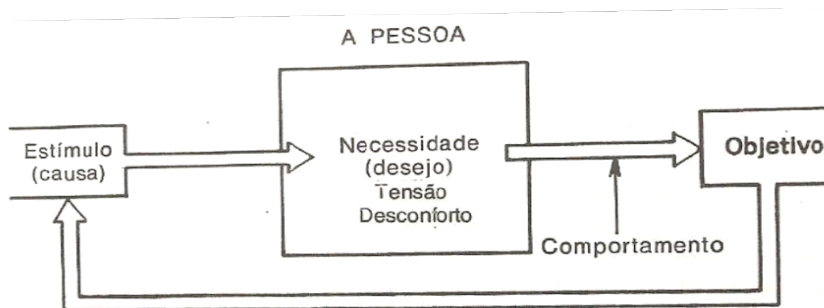 A PESSOA
Estímulo
(causa)
Necessidade
(desejo)
Tensão
Desconforto
Objetivo
Comportamento